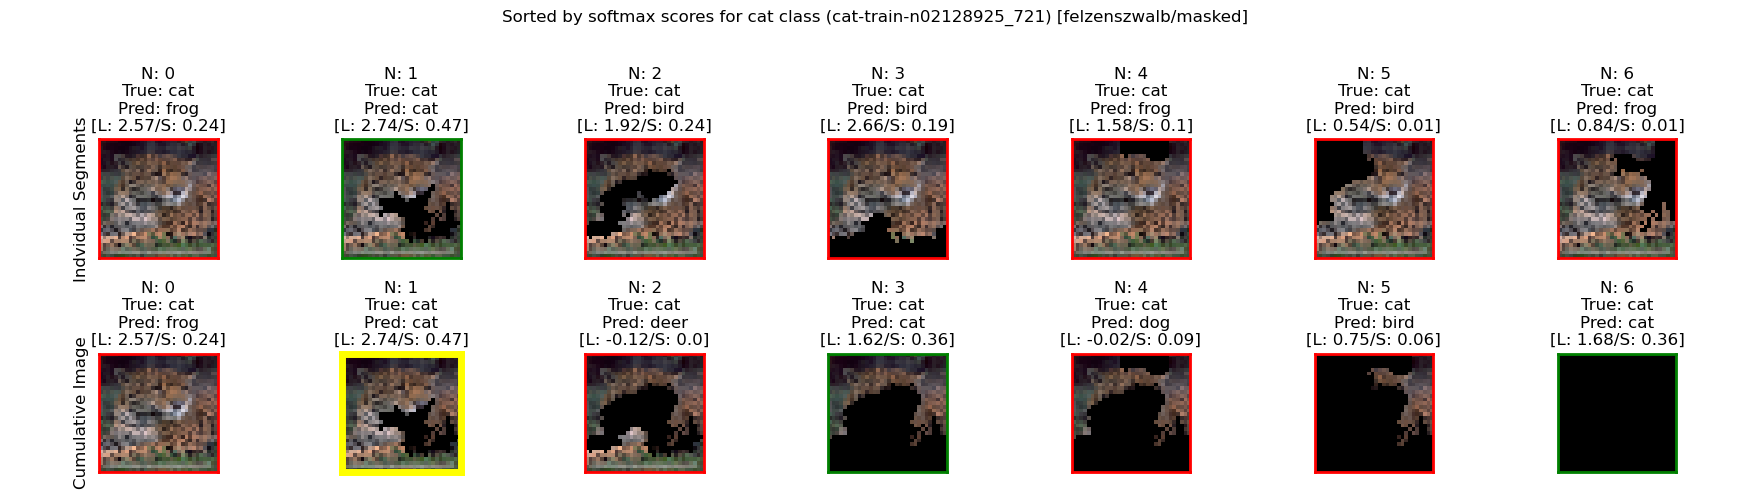 Sorted by softmax scores for cat class (cat-train-n02128925_721) [felzenszwalb/masked]
Indvidual Segments
N: 0
True: cat
Pred: frog
[L: 2.57/S: 0.24]
N: 1
True: cat
Pred: cat
[L: 2.74/S: 0.47]
N: 2
True: cat
Pred: bird
[L: 1.92/S: 0.24]
N: 3
True: cat
Pred: bird
[L: 2.66/S: 0.19]
N: 4
True: cat
Pred: frog
[L: 1.58/S: 0.1]
N: 5
True: cat
Pred: bird
[L: 0.54/S: 0.01]
N: 6
True: cat
Pred: frog
[L: 0.84/S: 0.01]
Cumulative Image
N: 0
True: cat
Pred: frog
[L: 2.57/S: 0.24]
N: 1
True: cat
Pred: cat
[L: 2.74/S: 0.47]
N: 2
True: cat
Pred: deer
[L: -0.12/S: 0.0]
N: 3
True: cat
Pred: cat
[L: 1.62/S: 0.36]
N: 4
True: cat
Pred: dog
[L: -0.02/S: 0.09]
N: 5
True: cat
Pred: bird
[L: 0.75/S: 0.06]
N: 6
True: cat
Pred: cat
[L: 1.68/S: 0.36]